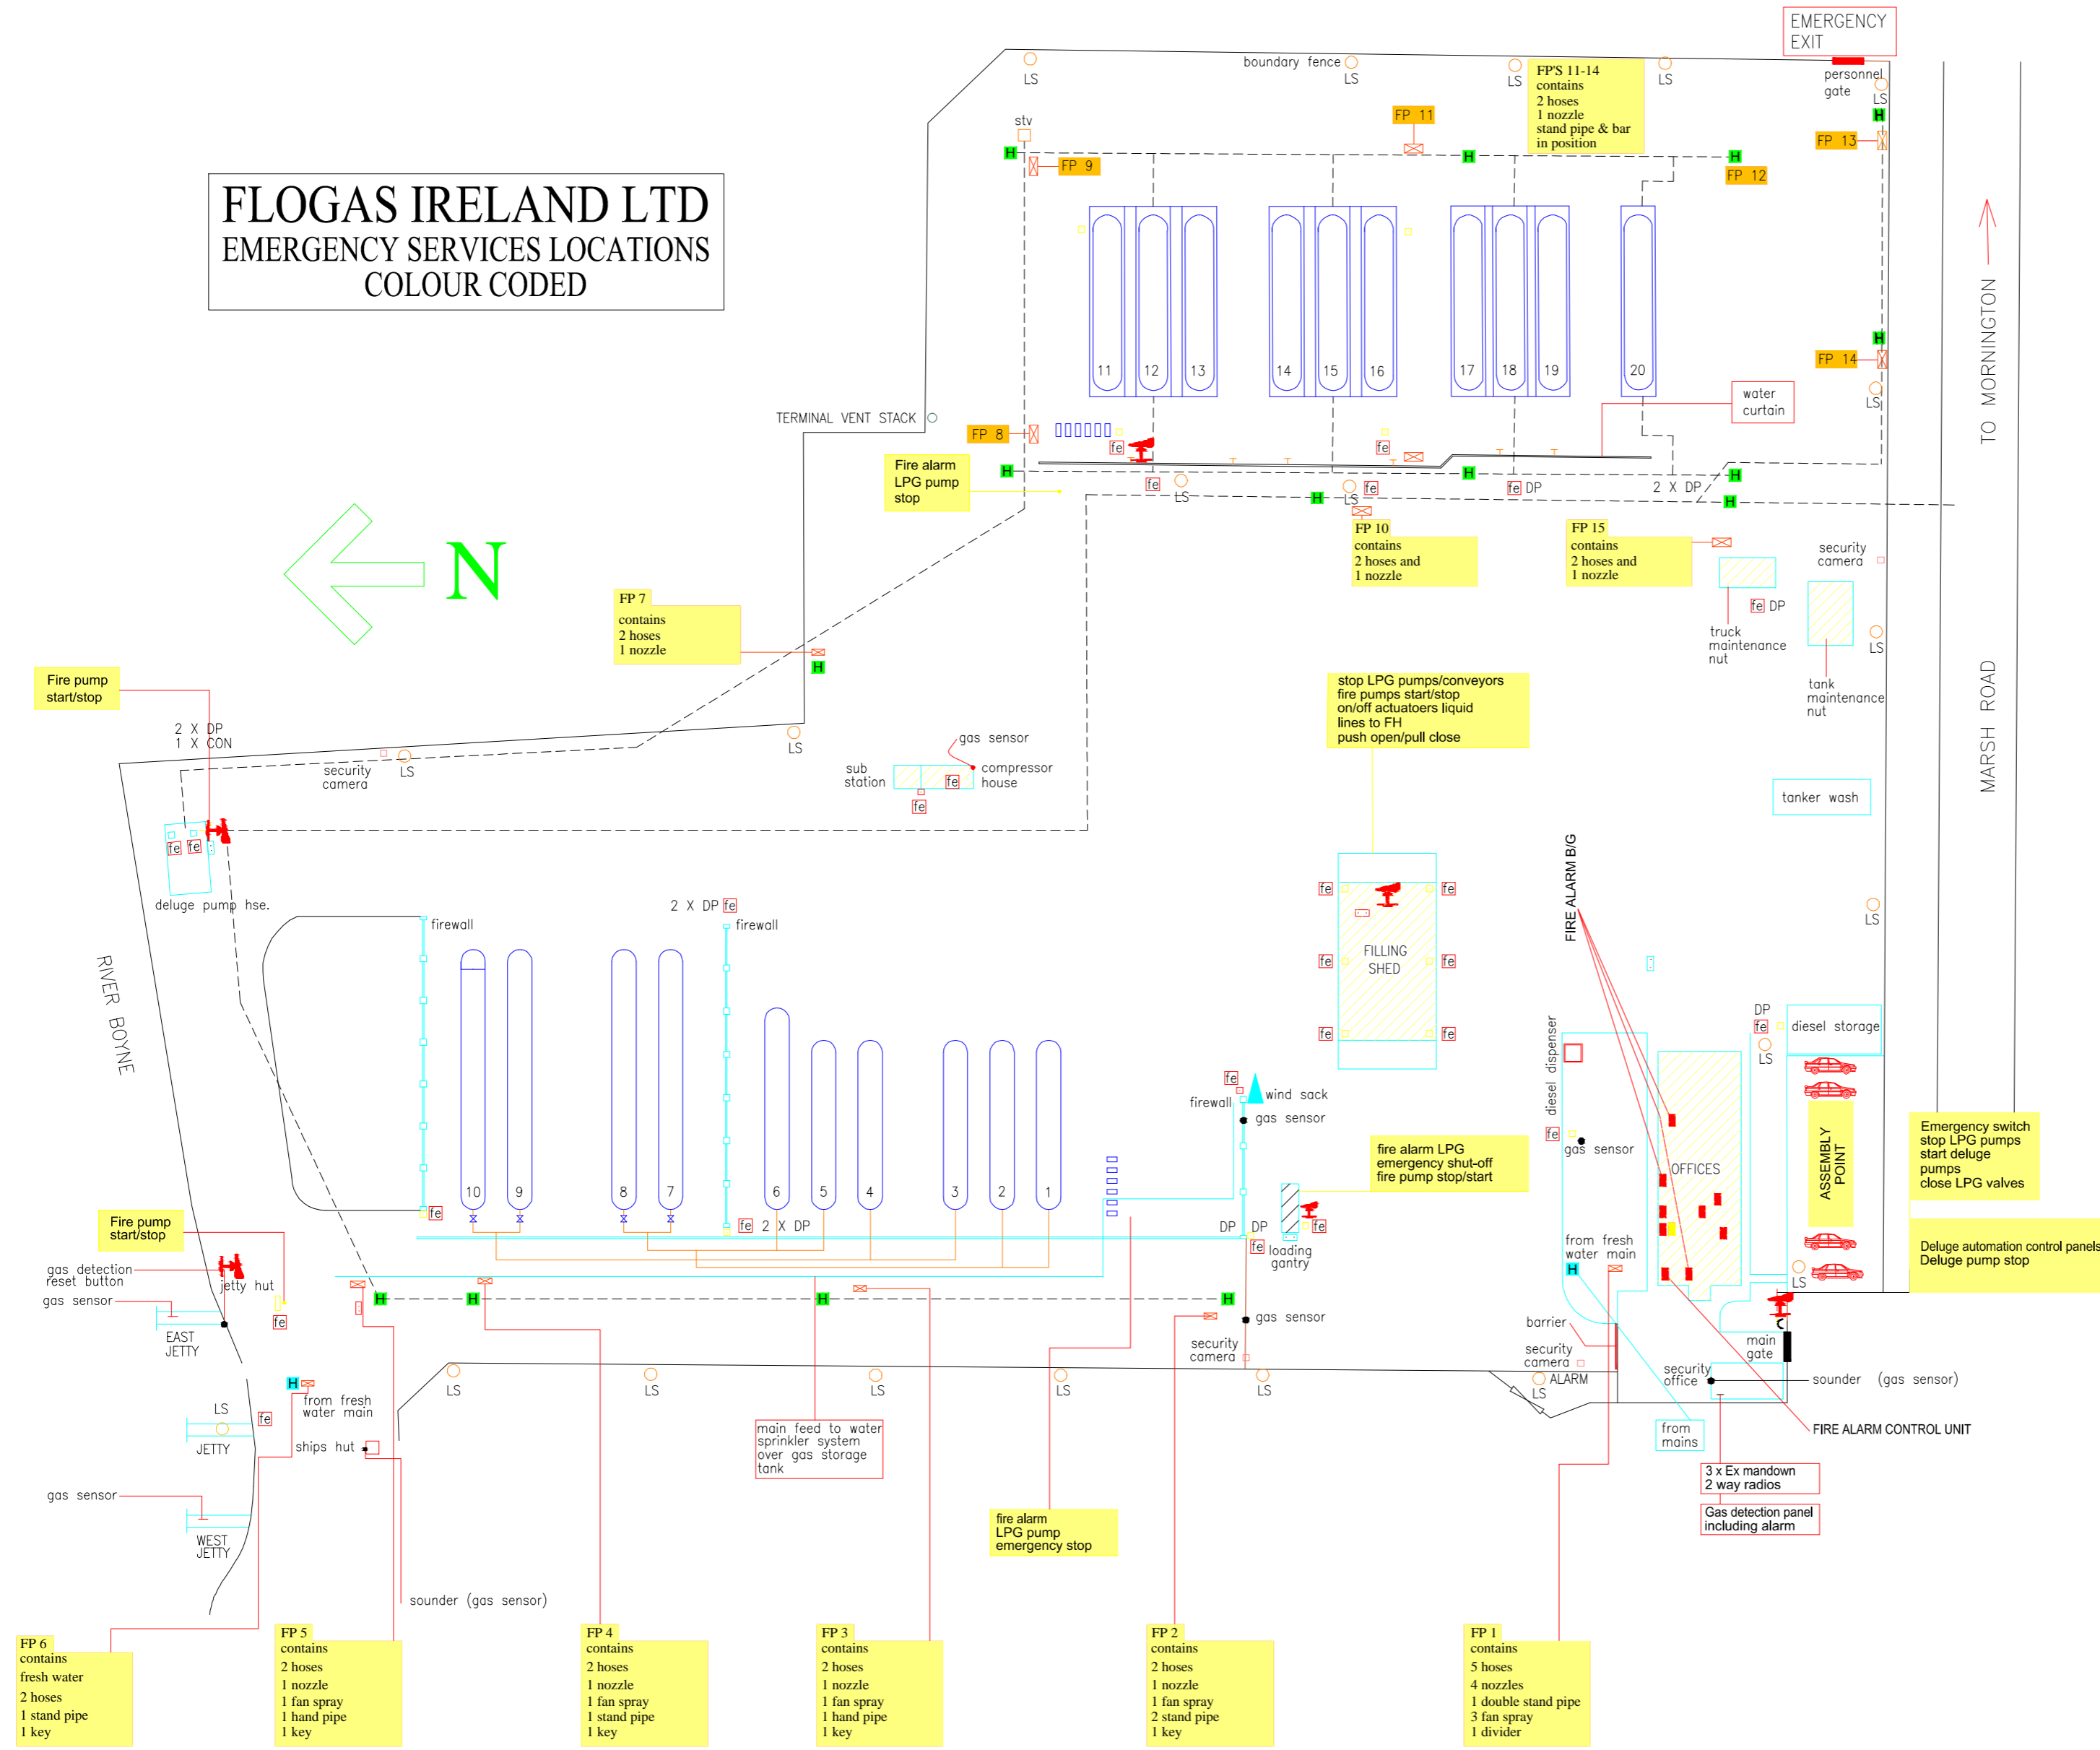 EMERGENCY
EXIT
boundary fence
LS
LS
LS
LS
personnel
gate
LS
FP'S 11-14
contains
2 hoses
1 nozzle
stand pipe & bar
in position
stv
H
FP 9
FP 11
H
H
FP 12
H
FP 13
FLOGAS IRELAND LTD
EMERGENCY SERVICES LOCATIONS
COLOUR CODED
11
12
13
14
15
16
17
18
19
20
H
FP 14
LS
water
curtain
TO MORNINGTON
MARSH ROAD
TERMINAL VENT STACK
FP 8
fe
fe
Fire alarm
LPG pump
stop
H
fe
LS
LS
fe
H
H
fe DP
2 X DP
H
H
N
FP 10
contains
2 hoses and
1 nozzle
FP 15
contains
2 hoses and
1 nozzle
security
camera
fe DP
truck
maintenance
nut
LS
tank
maintenance
nut
FP 7
contains
2 hoses
1 nozzle
H
Fire pump
start/stop
2 X DP
1 X CON
security
camera
LS
LS
stop LPG pumps/conveyors
fire pumps start/stop
on/off actuatoers liquid
lines to FH
push open/pull close
gas sensor
sub
station
fe
compressor
house
fe
tanker wash
fe
fe
deluge pump hse.
RIVER BOYNE
firewall
2 X DP fe
firewall
fe
fe
fe
fe
fe
fe
FILLING
SHED
FIRE ALARM B/G
LS
10
9
8
7
6
5
4
3
2
1
fe
fe 2 X DP
fe
wind sack
firewall
gas sensor
diesel dispenser
fe
gas sensor
OFFICES
DP
fe
LS
diesel storage
ASSEMBLY
POINT
Emergency switch
stop LPG pumps
start deluge
pumps
close LPG valves
Deluge automation control panels
Deluge pump stop
fire alarm LPG
emergency shut-off
fire pump stop/start
DP DP
fe
fe
loading
gantry
from fresh
water main
H
LS
Fire pump
start/stop
gas detection
reset button
jetty hut
gas sensor
fe
EAST
JETTY
H
H
H
H
gas sensor
security
camera
barrier
security
camera
main
gate
security
office
sounder (gas sensor)
LS
LS
LS
LS
LS
LS
ALARM
H
from fresh
water main
LS
fe
JETTY
ships hut
gas sensor
WEST
JETTY
main feed to water
sprinkler system
over gas storage
tank
from
mains
FIRE ALARM CONTROL UNIT
3 x Ex mandown
2 way radios
Gas detection panel
including alarm
fire alarm
LPG pump
emergency stop
sounder (gas sensor)
FP 6
contains
fresh water
2 hoses
1 stand pipe
1 key
FP 5
contains
2 hoses
1 nozzle
1 fan spray
1 hand pipe
1 key
FP 4
contains
2 hoses
1 nozzle
1 fan spray
1 stand pipe
1 key
FP 3
contains
2 hoses
1 nozzle
1 fan spray
1 hand pipe
1 key
FP 2
contains
2 hoses
1 nozzle
1 fan spray
2 stand pipe
1 key
FP 1
contains
5 hoses
4 nozzles
1 double stand pipe
3 fan spray
1 divider